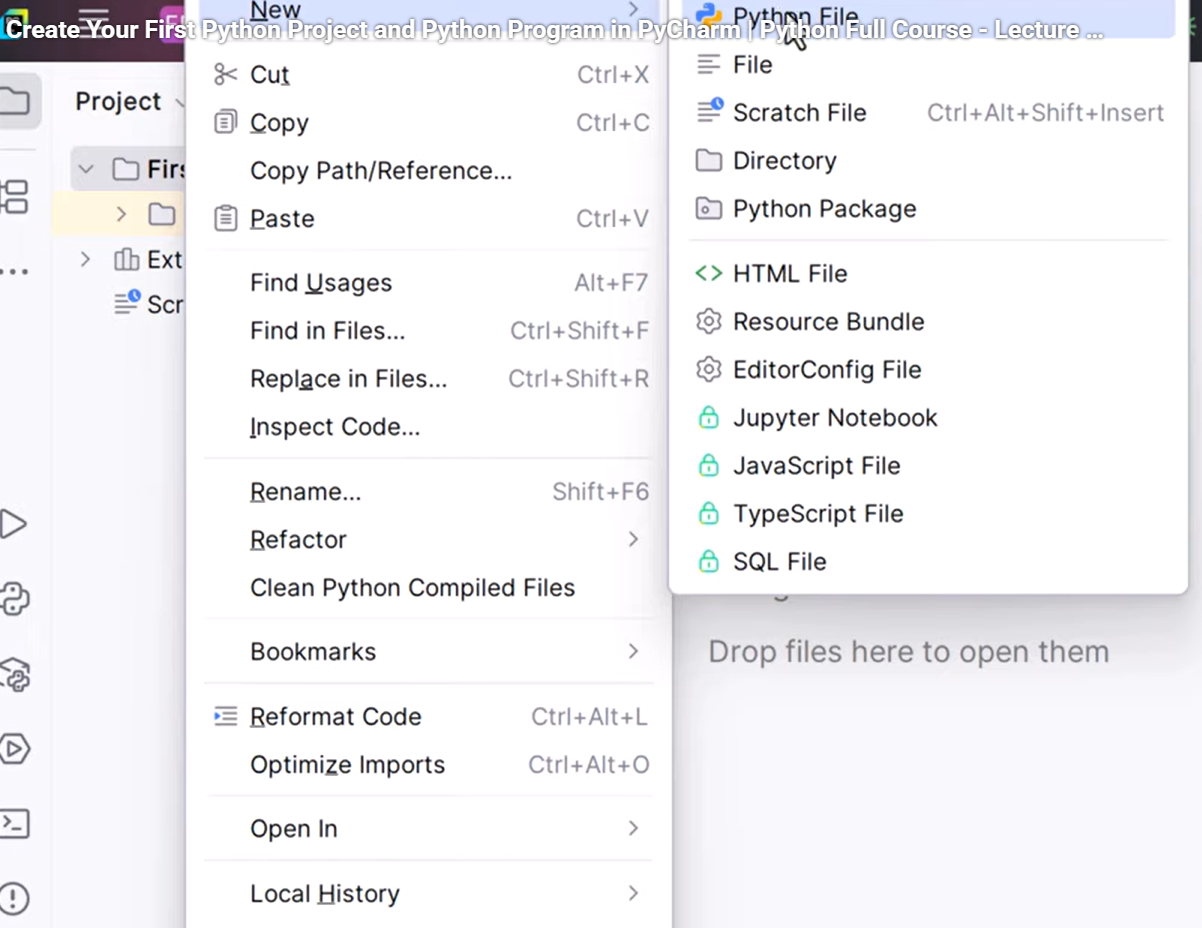 Create Your First Python Project and Python Program in PyCharm | Python Full Course - Lecture ...
Project
Firs
Ext
Scr
New
Cut Ctrl+X
Copy Ctrl+C
Copy Path/Reference...
Paste Ctrl+V
Find Usages Alt+F7
Find in Files... Ctrl+Shift+F
Replace in Files... Ctrl+Shift+R
Inspect Code...
Rename... Shift+F6
Refactor
Clean Python Compiled Files
Bookmarks
Reformat Code Ctrl+Alt+L
Optimize Imports Ctrl+Alt+O
Open In
Local History
Python File
File
Scratch File Ctrl+Alt+Shift+Insert
Directory
Python Package
HTML File
Resource Bundle
EditorConfig File
Jupyter Notebook
JavaScript File
TypeScript File
SQL File
Drop files here to open them